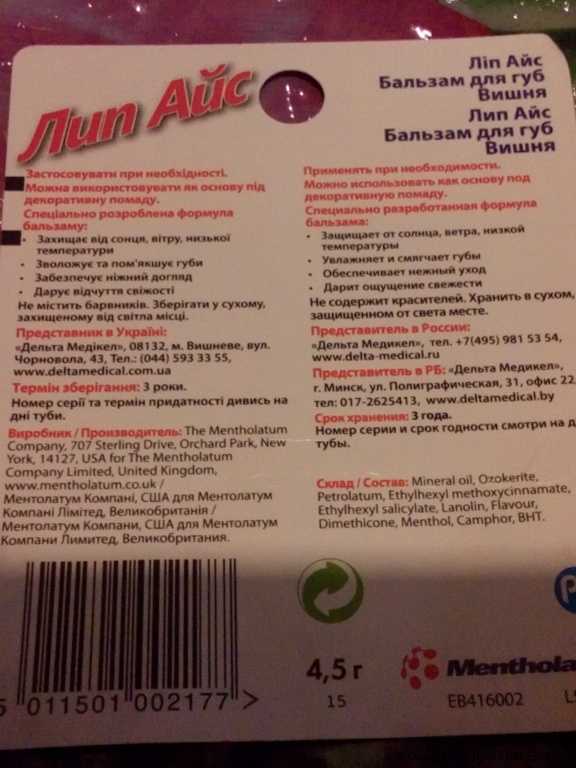 Лип Айс
Ліп Айс
Бальзам для губ
Вишня
Лип Айс
Бальзам для губ
Вишня
Застосовувати при необхідності.
Можна використовувати як основу під
декоративну помаду.
Спеціально розроблена формула
бальзаму:
• Захищає від сонця, вітру, низької
температури
• Зволожує та пом'якшує губи
• Забезпечує ніжний догляд
• Дарує відчуття свіжості
Не містить барвників. Зберігати у сухому,
захищеному від світла місці.
Представник в Україні:
«Дельта Медікел», 08132, м. Вишневе, вул.
Чорновола, 43, Тел.: (044) 593 33 55,
www.deltamedical.com.ua
Термін зберігання: 3 роки.
Номер серії та термін придатності дивись на
дні туби.
Виробник / Производитель: The Mentholatum
Company, 707 Sterling Drive, Orchard Park, New
York, 14127, USA for The Mentholatum
Company Limited, United Kingdom,
www.mentholatum.co.uk /
Ментолатум Компані, США для Ментолатум
Компані Лімітед, Великобританія /
Ментолатум Компани, США для Ментолатум
Компани Лимитед, Великобритания.
Применять при необходимости.
Можно использовать как основу под
декоративную помаду.
Специально разработанная формула
бальзама:
• Защищает от солнца, ветра, низкой
температуры
• Увлажняет и смягчает губы
• Обеспечивает нежный уход
• Дарит ощущение свежести
Не содержит красителей. Хранить в сухом,
защищенном от света месте.
Представитель в России:
«Дельта Медикел», тел. +7(495) 981 53 54,
www.delta-medical.ru
Представитель в РБ: «Дельта Медикел»,
г. Минск, ул. Полиграфическая, 31, офис 22,
тел: 017-2625413, www.deltamedical.by
Срок хранения: 3 года.
Номер серии и срок годности смотри на д
тубы.
Склад / Состав: Mineral oil, Ozokerite,
Petrolatum, Ethylhexyl methoxycinnamate,
Ethylhexyl salicylate, Lanolin, Flavour,
Dimethicone, Menthol, Camphor, BHT.
5 011501 002177 >
4,5 г
15
Menthola
EB416002